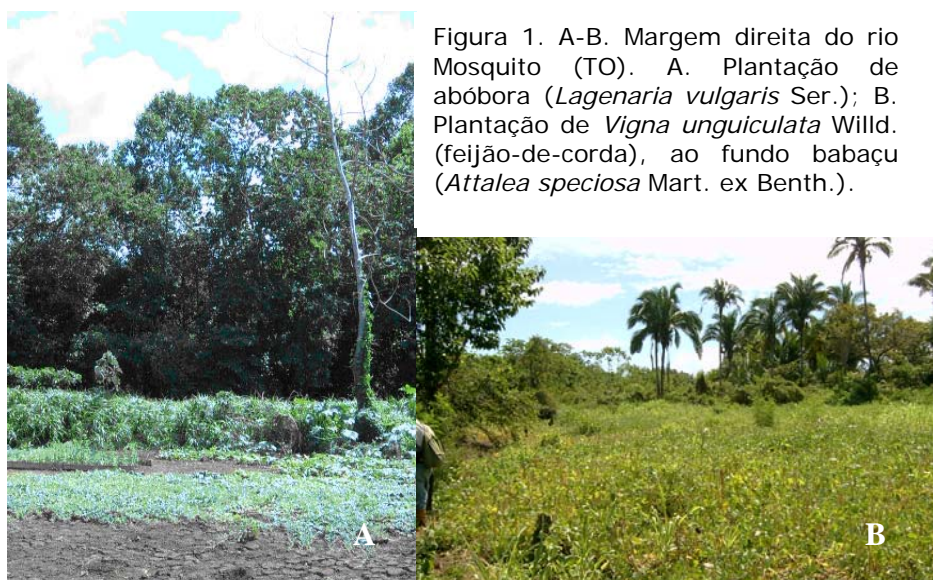 Figura 1. A-B. Margem direita do rio
Mosquito (TO). A. Plantação de
abóbora (Lagenaria vulgaris Ser.); B.
Plantação de Vigna unguiculata Willd.
(feijão-de-corda), ao fundo babaçu
(Attalea speciosa Mart. ex Benth.).
A
B